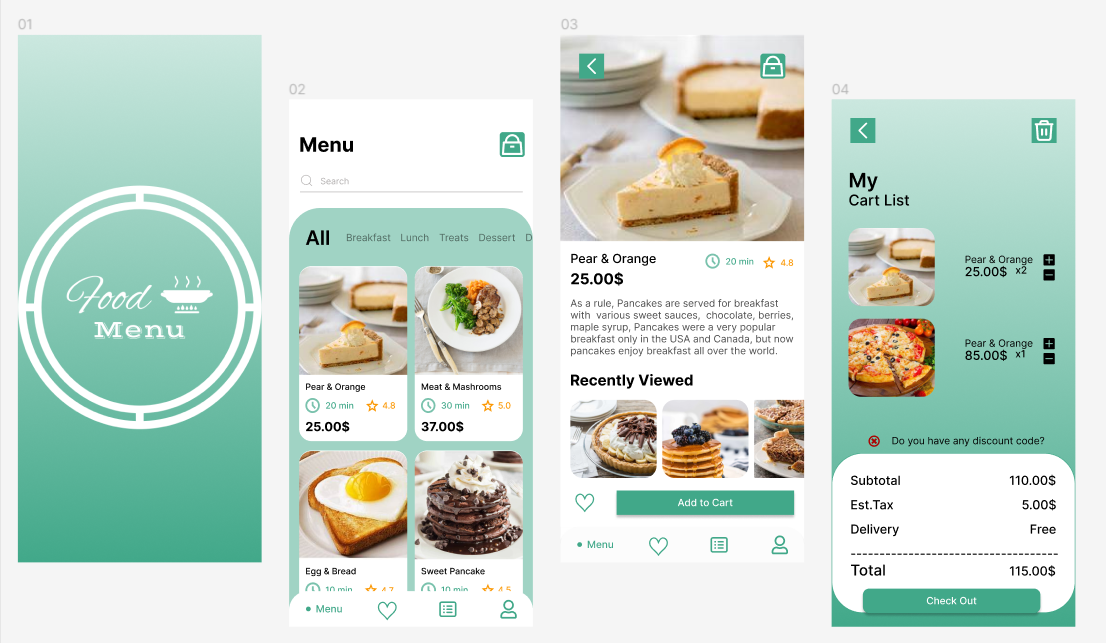 01
Food
Menu
02
Menu
Search
All Breakfast Lunch Treats Dessert D
Pear & Orange
20 min 4.8
25.00$
Meat & Mashrooms
30 min 5.0
37.00$
Egg & Bread
10 min 4.7
Sweet Pancake
10 min 4.5
Menu
03
Pear & Orange
20 min 4.8
25.00$
As a rule, Pancakes are served for breakfast
with various sweet sauces, chocolate, berries,
maple syrup, Pancakes were a very popular
breakfast only in the USA and Canada, but now
pancakes enjoy breakfast all over the world.
Recently Viewed
Add to Cart
Menu
04
My
Cart List
Pear & Orange
25.00$ x2
Pear & Orange
85.00$ x1
Do you have any discount code?
Subtotal 110.00$
Est.Tax 5.00$
Delivery Free
Total 115.00$
Check Out